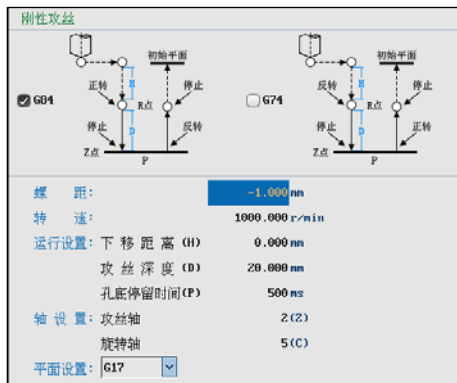 刚性攻丝
初始平面
初始平面
H
H
正转
停止
反转
停止
G84
R点
G74
R点
停止
D
反转
停止
D
正转
Z点
Z点
P
P
螺 距: -1.000 mm
转 速: 1000.000 r/min
运行设置: 下 移 距 离 (H) 0.000 mm
攻 丝 深 度 (D) 20.000 mm
孔底停留时间(P) 500 ms
轴 设 置: 攻丝轴 2(Z)
旋转轴 5(C)
平面设置: G17